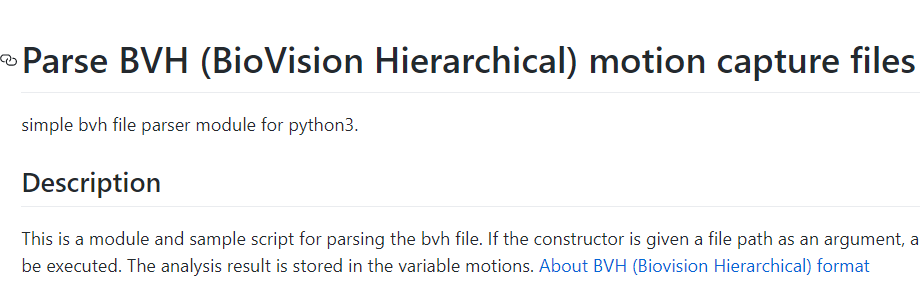 Parse BVH (BioVision Hierarchical) motion capture files
simple bvh file parser module for python3.
Description
This is a module and sample script for parsing the bvh file. If the constructor is given a file path as an argument, a
be executed. The analysis result is stored in the variable motions. About BVH (Biovision Hierarchical) format